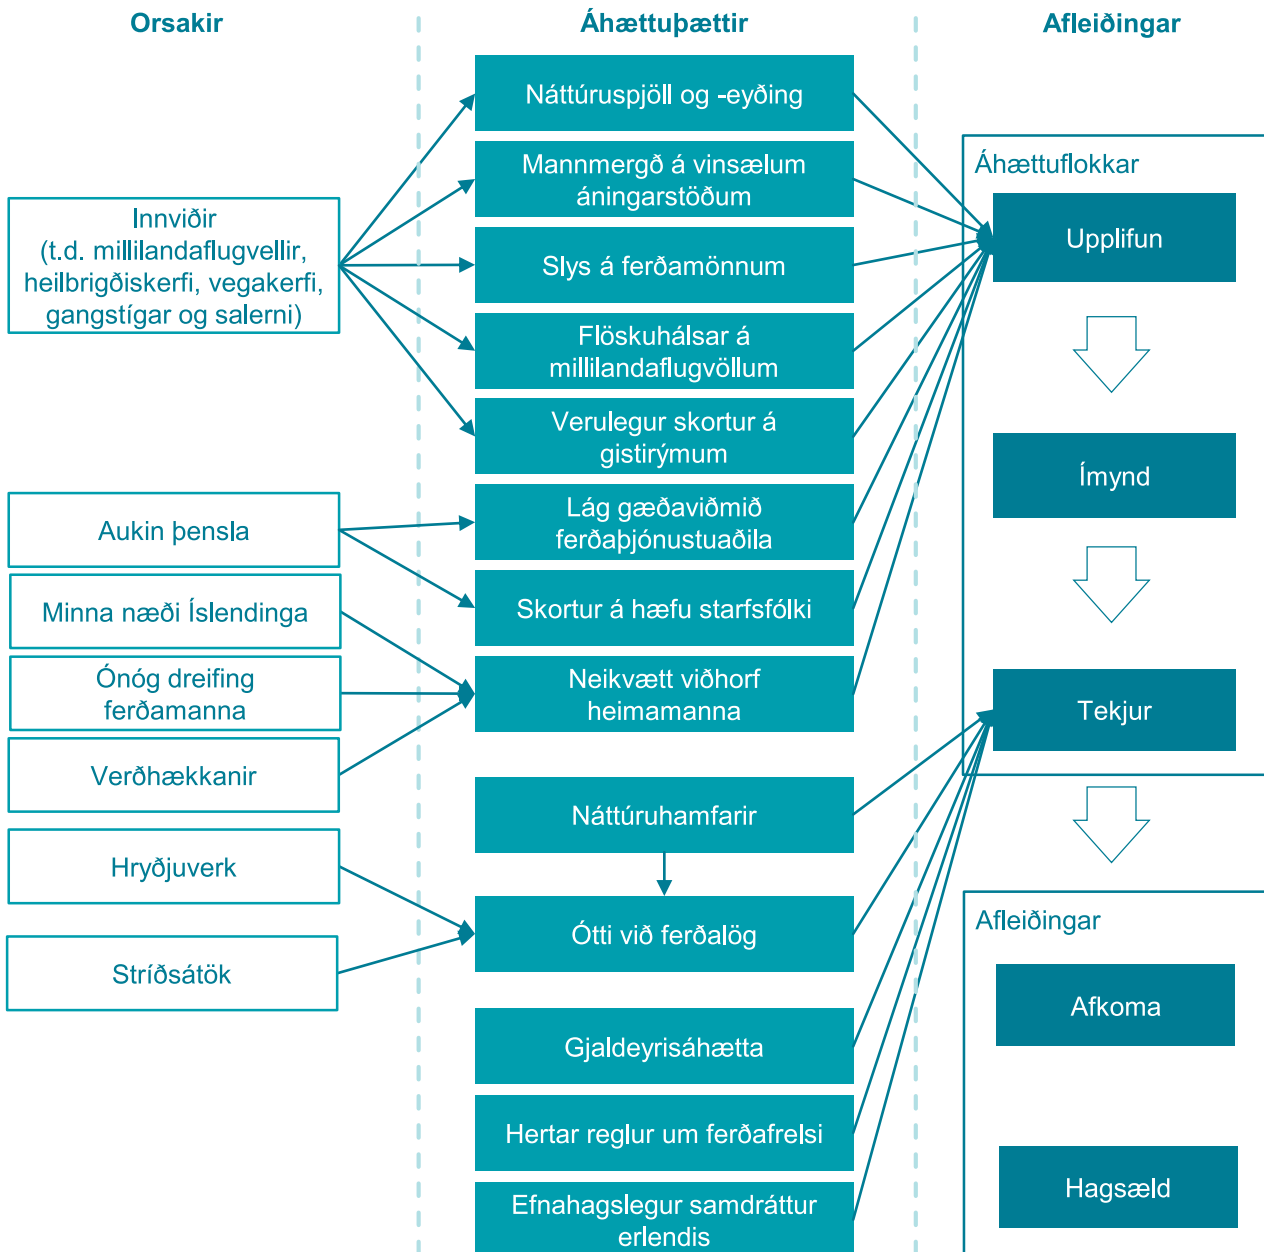 Orsakir
Áhættuþættir
Afleiðingar
Innviðir
(t.d. millilandaflugvellir,
heilbrigðiskerfi, vegakerfi,
gangstígar og salerni)
Aukin þensla
Minna næði Íslendinga
Ónóg dreifing
ferðamanna
Verðhækkanir
Hryðjuverk
Stríðsátök
Náttúruspjöll og -eyðing
Mannmergð á vinsælum
áningarstöðum
Slys á ferðamönnum
Flöskuhálsar á
millilandaflugvöllum
Verulegur skortur á
gistirýmum
Lág gæðaviðmið
ferðaþjónustuaðila
Skortur á hæfu starfsfólki
Neikvætt viðhorf
heimamanna
Náttúruhamfarir
Ótti við ferðalög
Gjaldeyrisáhætta
Hertar reglur um ferðafrelsi
Efnahagslegur samdráttur
erlendis
Áhættuflokkar
Upplifun
Ímynd
Tekjur
Afleiðingar
Afkoma
Hagsæld